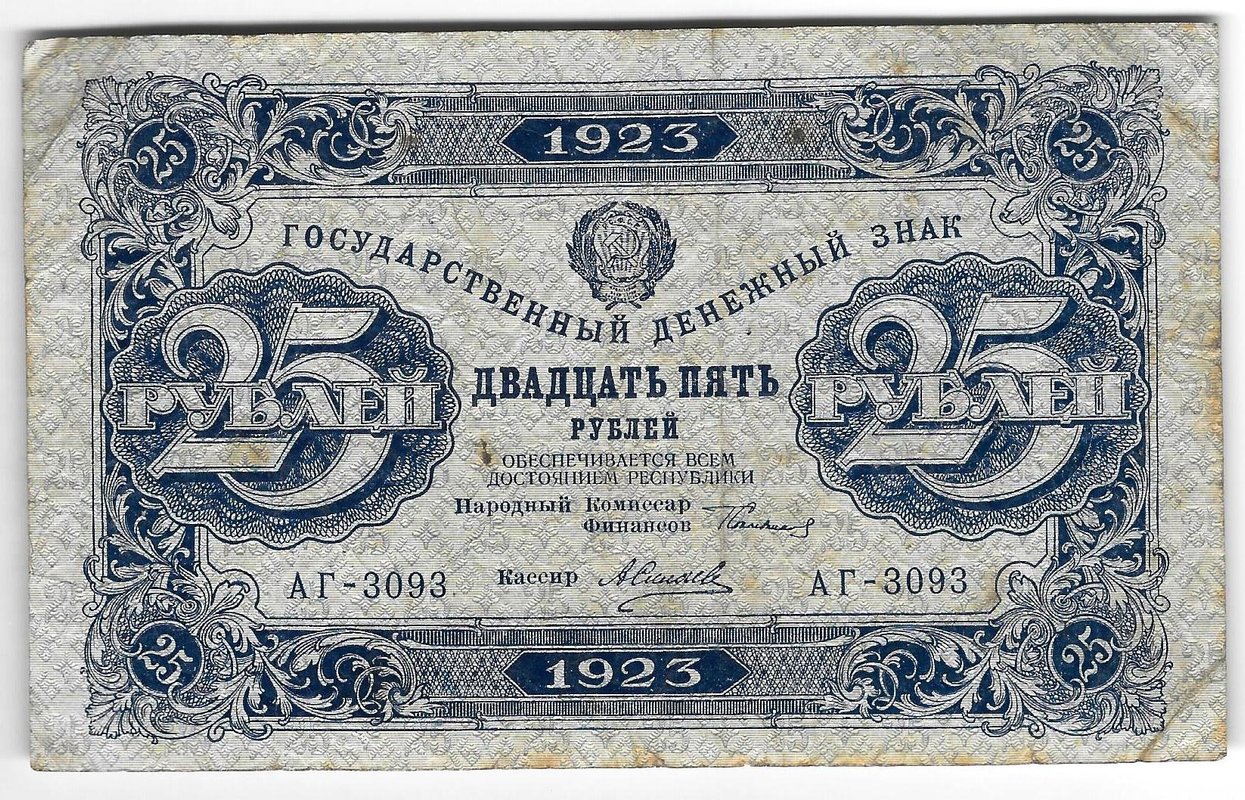 1923
25 25
ГОСУДАРСТВЕННЫЙ ДЕНЕЖНЫЙ ЗНАК
25 РУБЛЕЙ
ДВАДЦАТЬ ПЯТЬ
РУБЛЕЙ
25 РУБЛЕЙ
ОБЕСПЕЧИВАЕТСЯ ВСЕМ
ДОСТОЯНИЕМ РЕСПУБЛИКИ
Народный Комиссар
Финансов
Кассир
АГ-3093 АГ-3093
25 25
1923